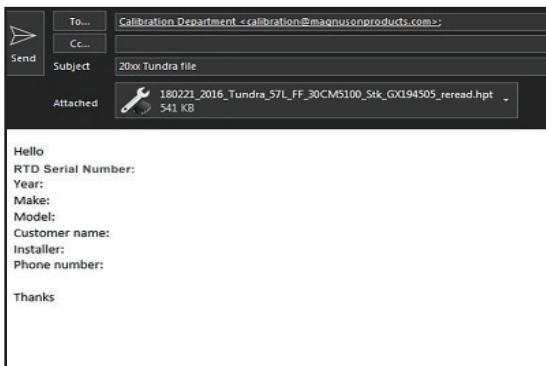 To... Calibration Department <calibration@magnusonproducts.com>;
Cc...
Send
Subject 20xx Tundra file
Attached 180221_2016_Tundra_57L_FF_30CM5100_Stk_GX194505_reread.hpt
541 KB
Hello
RTD Serial Number:
Year:
Make:
Model:
Customer name:
Installer:
Phone number:
Thanks